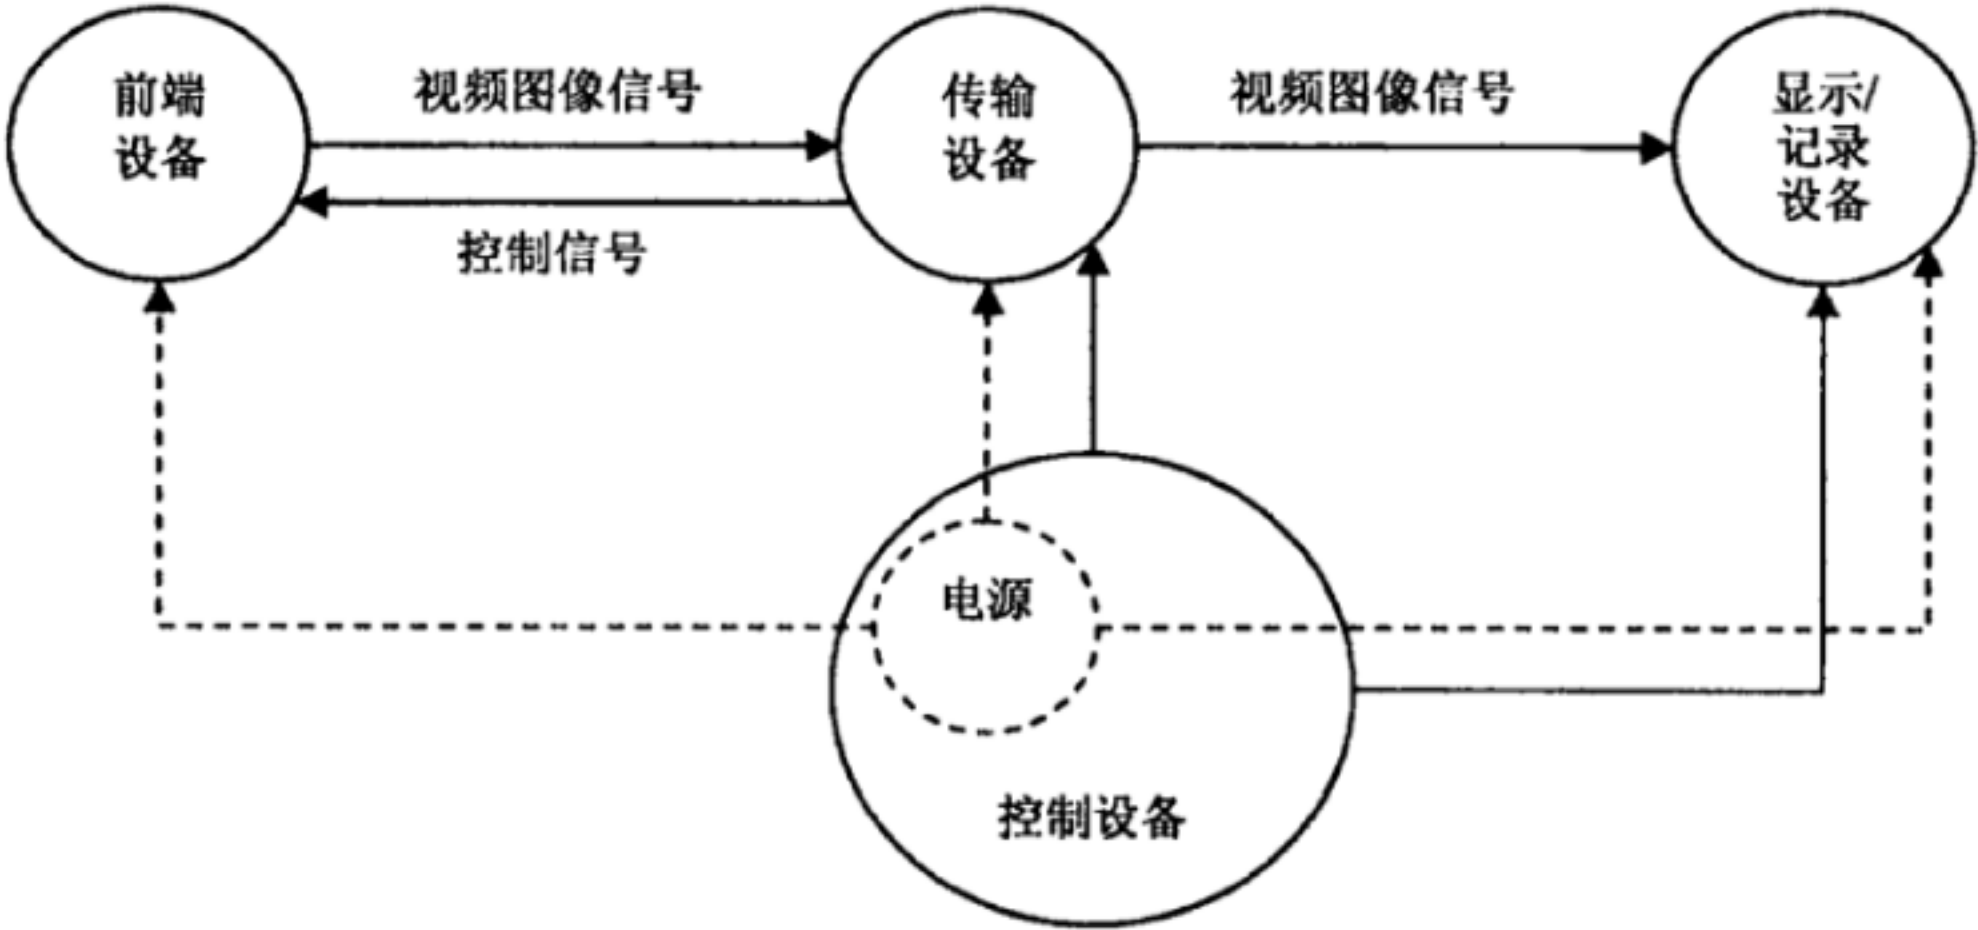 前端
设备
视频图像信号
控制信号
传输
设备
视频图像信号
显示/
记录
设备
电源
控制设备